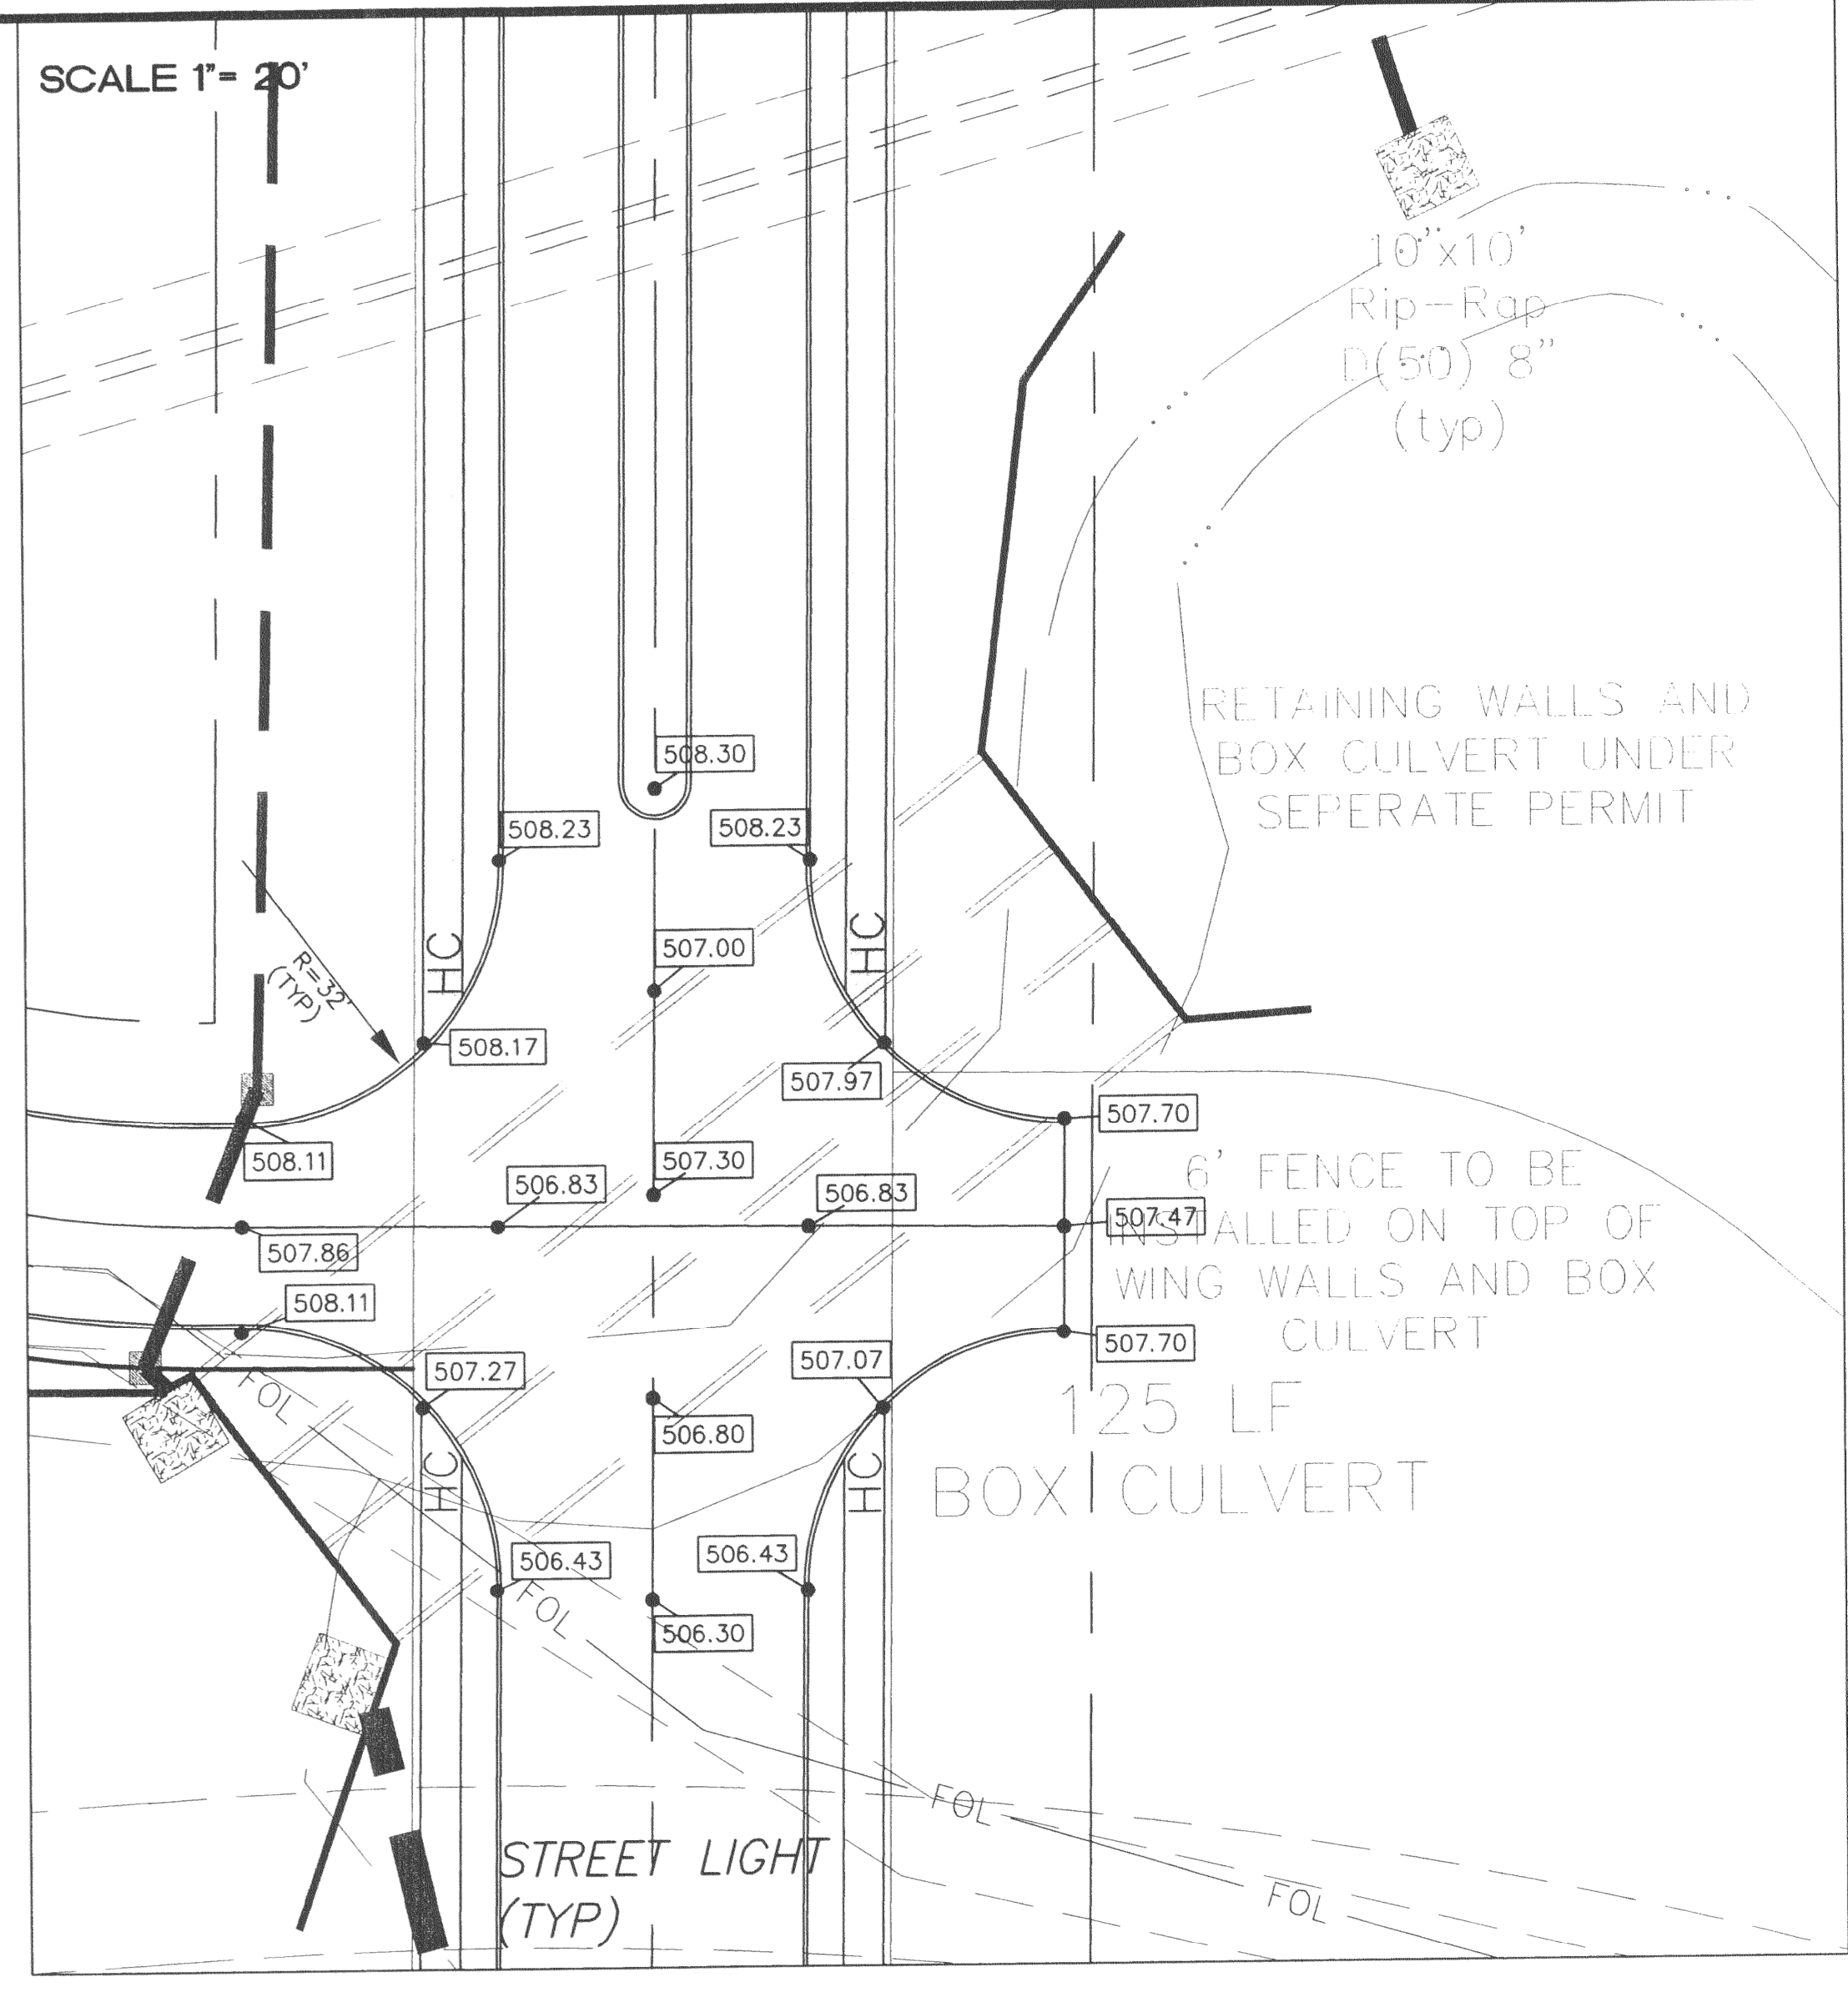 SCALE 1"= 20'
10"x10'
Rip-Rap
D(50) 8"
(typ)
RETAINING WALLS AND
BOX CULVERT UNDER
SEPERATE PERMIT
508.30
508.23
508.23
507.00
HC
HC
R=32'
(TYP)
508.17
507.97
507.70
508.11
507.30
506.83
506.83
6' FENCE TO BE
INSTALLED ON TOP OF
WING WALLS AND BOX
CULVERT
507.47
507.86
508.11
507.70
507.27
507.07
FOL
125 LF
BOX CULVERT
506.80
HC
HC
506.43
506.43
FOL
506.30
FOL
STREET LIGHT
(TYP)
FOL